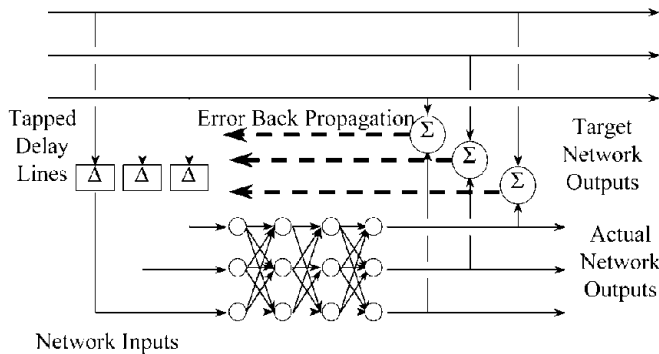 Tapped
Delay
Lines
Error Back Propagation
Σ
Σ
Σ
Target
Network
Outputs
Δ Δ Δ
Actual
Network
Outputs
Network Inputs